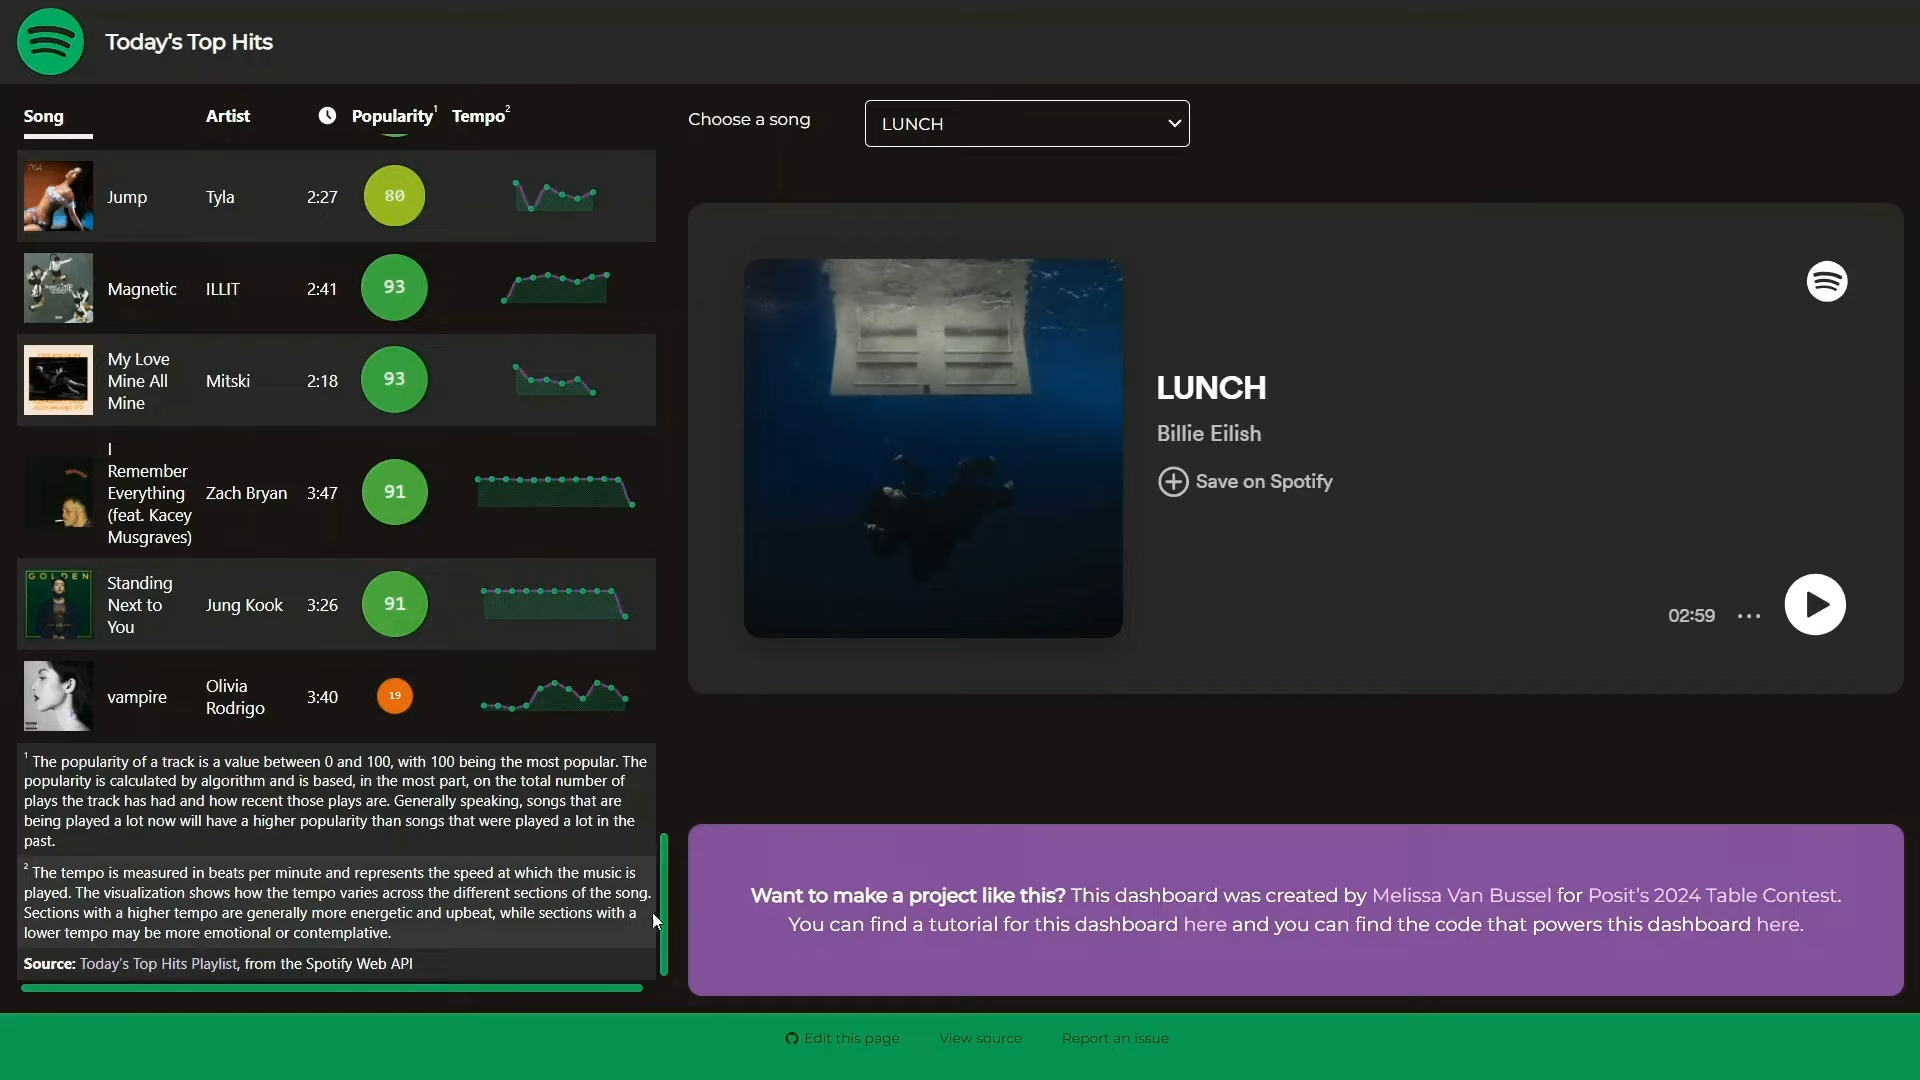 Today's Top Hits
Song Artist Popularity1 Tempo2
Jump Tyla 2:27 80
Magnetic ILLIT 2:41 93
My Love
Mine All
Mine
Mitski 2:18 93
I
Remember
Everything
(feat. Kacey
Musgraves)
Zach Bryan 3:47 91
GOLDEN
Standing
Next to
You
Jung Kook 3:26 91
vampire
Olivia
Rodrigo
3:40 19
1 The popularity of a track is a value between 0 and 100, with 100 being the most popular. The
popularity is calculated by algorithm and is based, in the most part, on the total number of
plays the track has had and how recent those plays are. Generally speaking, songs that are
being played a lot now will have a higher popularity than songs that were played a lot in the
past.
2 The tempo is measured in beats per minute and represents the speed at which the music is
played. The visualization shows how the tempo varies across the different sections of the song.
Sections with a higher tempo are generally more energetic and upbeat, while sections with a
lower tempo may be more emotional or contemplative.
Source: Today's Top Hits Playlist, from the Spotify Web API
Choose a song LUNCH
LUNCH
Billie Eilish
Save on Spotify
02:59
Want to make a project like this? This dashboard was created by Melissa Van Bussel for Posit's 2024 Table Contest.
You can find a tutorial for this dashboard here and you can find the code that powers this dashboard here.
Edit this page View source Report an issue